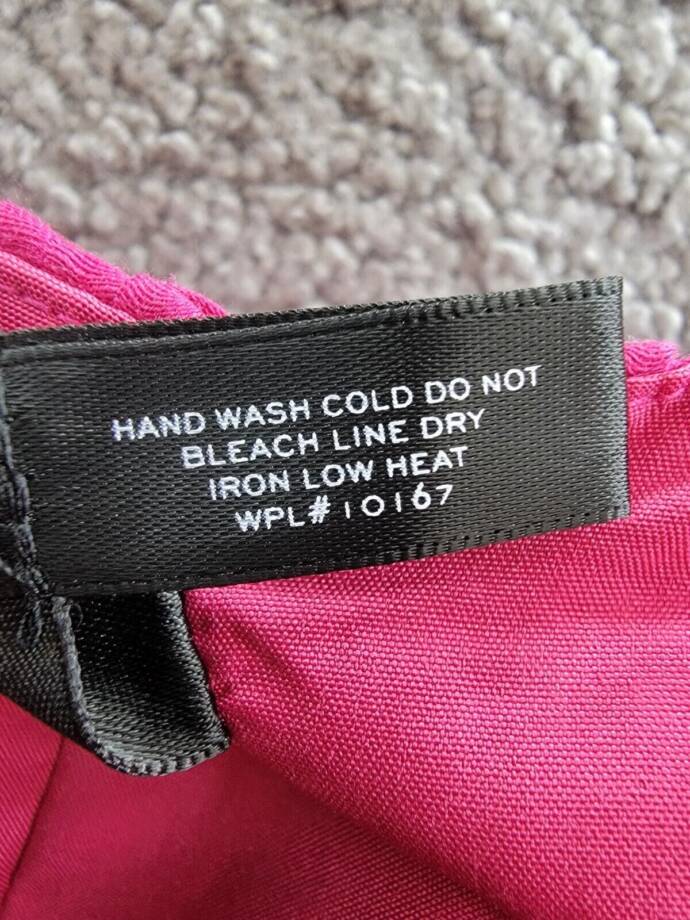 HAND WASH COLD DO NOT
BLEACH LINE DRY
IRON LOW HEAT
WPL#10167